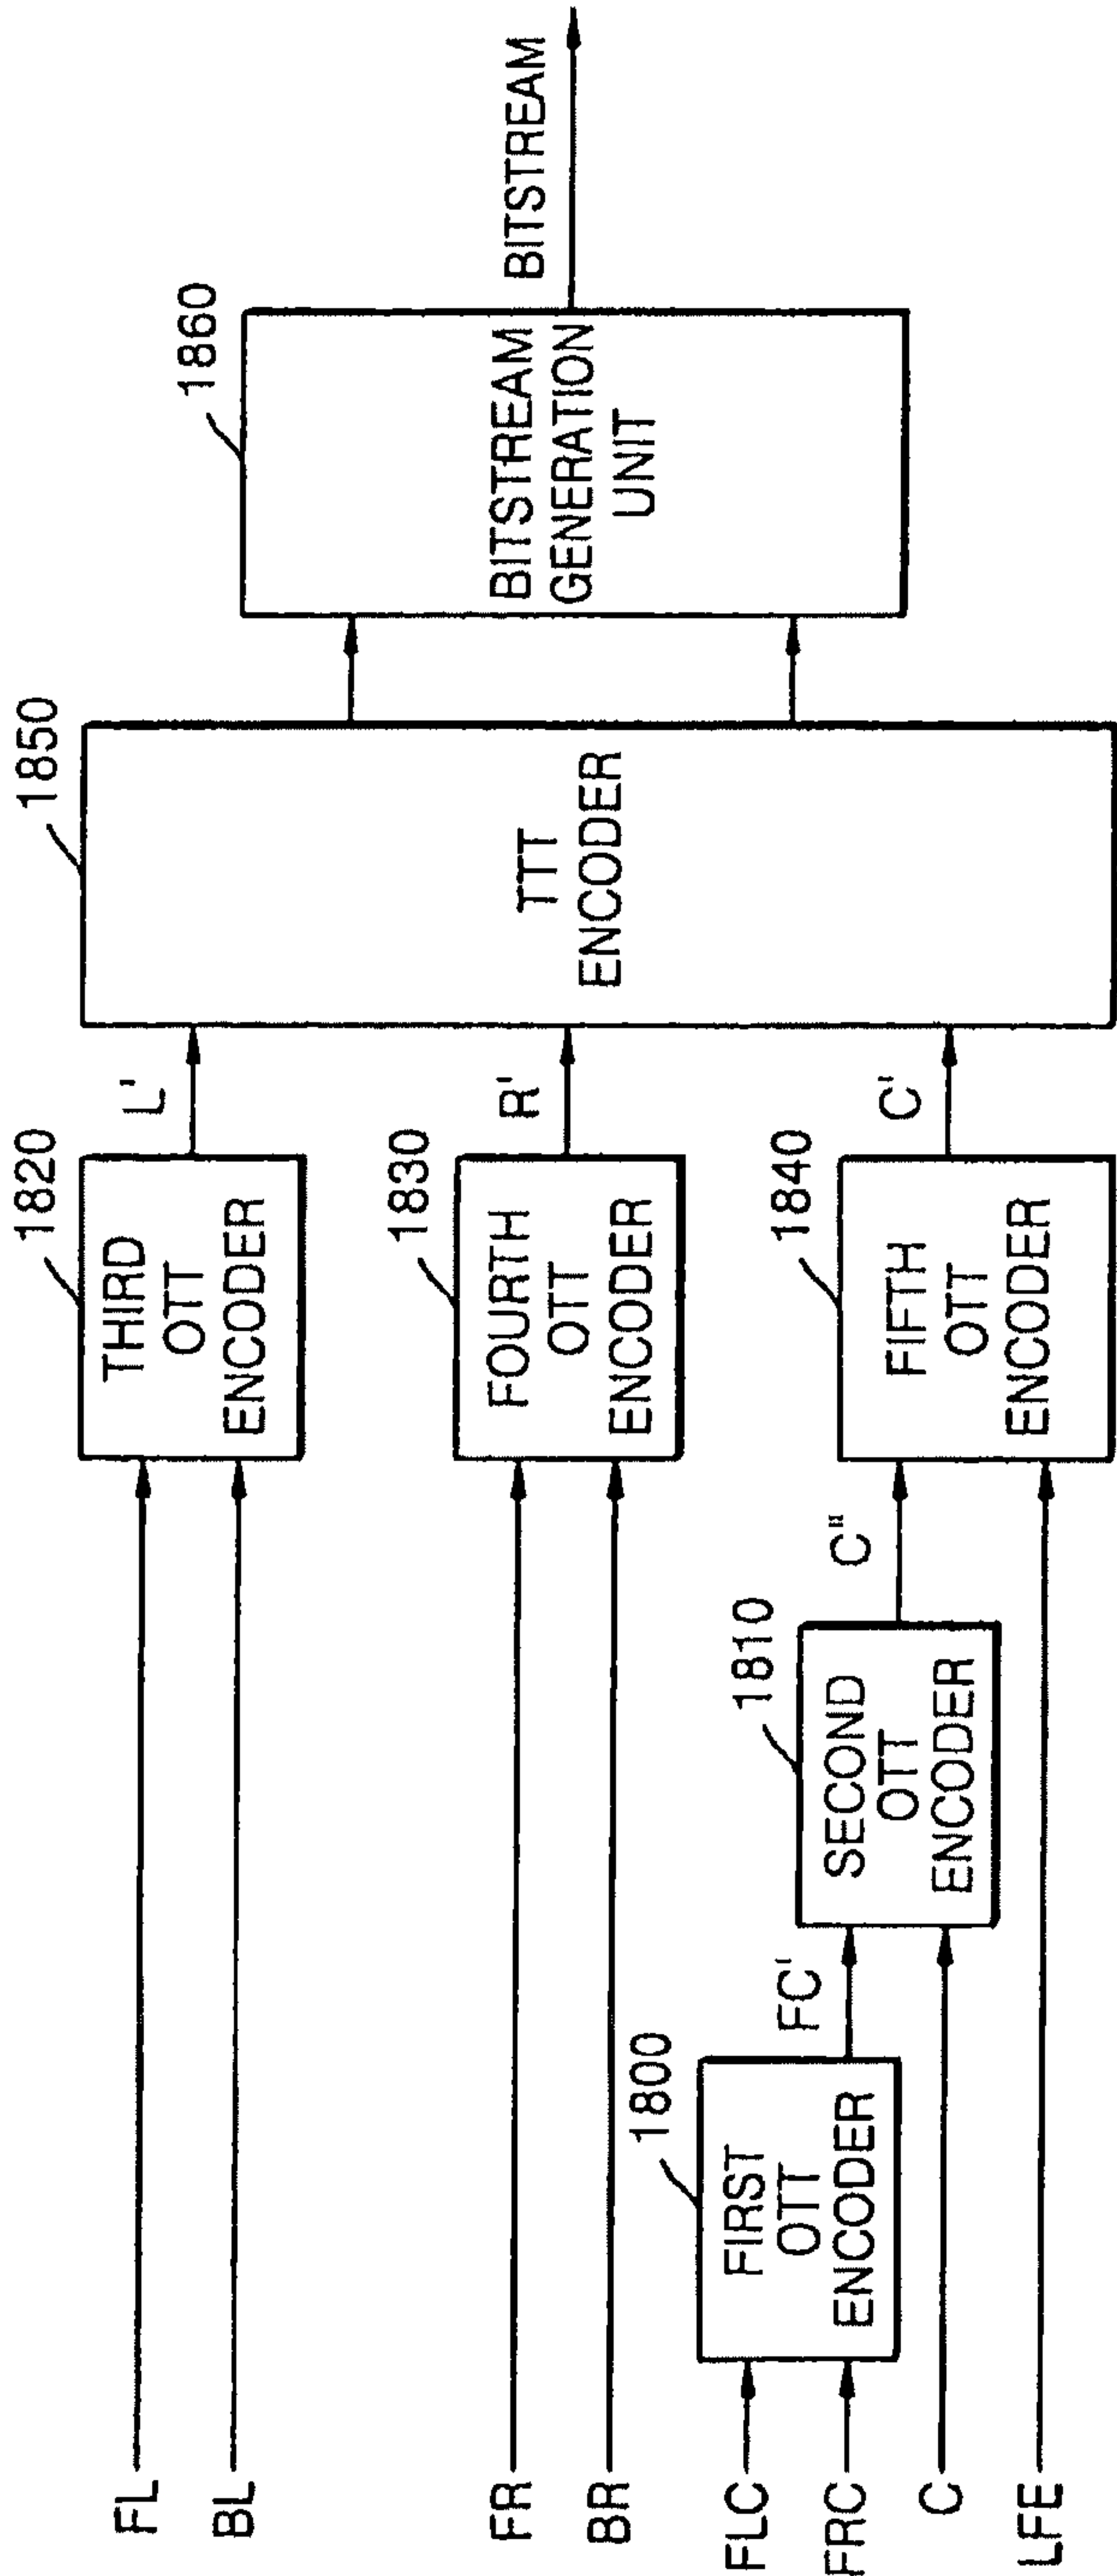 FL
BL
FR
BR
FLC
FRC
C
LFE
1800
FIRST
OTT
ENCODER
FC'
1810
SECOND
OTT
ENCODER
C"
1820
THIRD
OTT
ENCODER
L'
1830
FOURTH
OTT
ENCODER
R'
1840
FIFTH
OTT
ENCODER
C'
1850
TTT
ENCODER
1860
BITSTREAM
GENERATION
UNIT
BITSTREAM